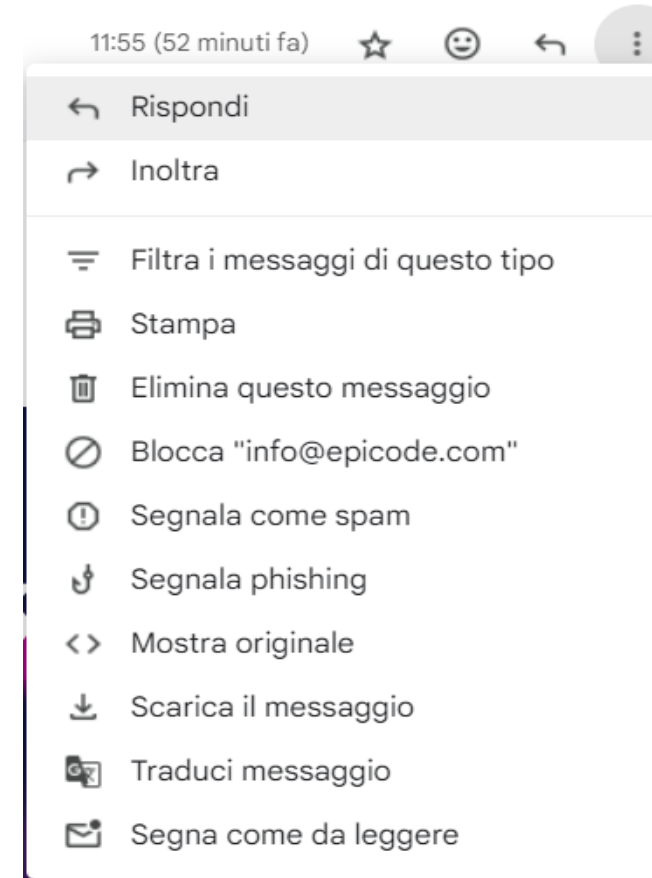 11:55 (52 minuti fa)
Rispondi
Inoltra
Filtra i messaggi di questo tipo
Stampa
Elimina questo messaggio
Blocca "info@epicode.com"
Segnala come spam
Segnala phishing
Mostra originale
Scarica il messaggio
Traduci messaggio
Segna come da leggere